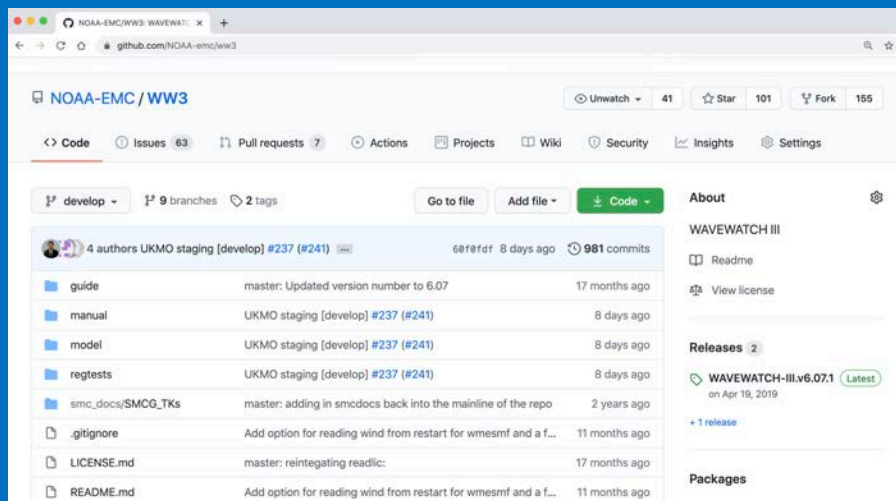 NOAA-EMC/WW3: WAVEWAT
github.com/NOAA-emc/ww3
NOAA-EMC / WW3
Unwatch 41 Star 101 Fork 155
Code Issues 63 Pull requests 7 Actions Projects Wiki Security Insights Settings
develop 9 branches 2 tags Go to file Add file Code
4 authors UKMO staging [develop] #237 (#241) ... 60f0fdf 8 days ago 981 commits
guide master: Updated version number to 6.07 17 months ago
manual UKMO staging [develop] #237 (#241) 8 days ago
model UKMO staging [develop] #237 (#241) 8 days ago
regtests UKMO staging [develop] #237 (#241) 8 days ago
smc_docs/SMCG_TKs master: adding in smcdocs back into the mainline of the repo 2 years ago
.gitignore Add option for reading wind from restart for wmesmf and a f... 11 months ago
LICENSE.md master: reintegating readlic: 17 months ago
README.md Add option for reading wind from restart for wmesmf and a f... 11 months ago
About
WAVEWATCH III
Readme
View license
Releases 2
WAVEWATCH-III.v6.07.1 Latest
on Apr 19, 2019
+ 1 release
Packages